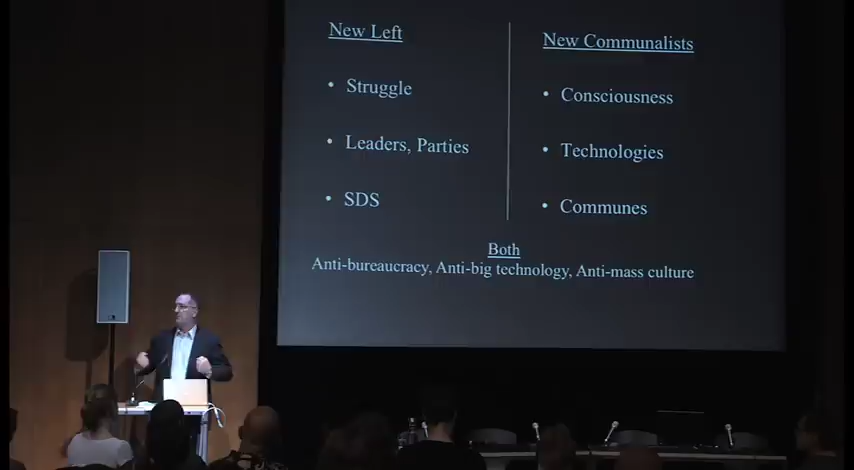 New Left
• Struggle
• Leaders, Parties
• SDS
New Communalists
• Consciousness
• Technologies
• Communes
Both
Anti-bureaucracy, Anti-big technology, Anti-mass culture